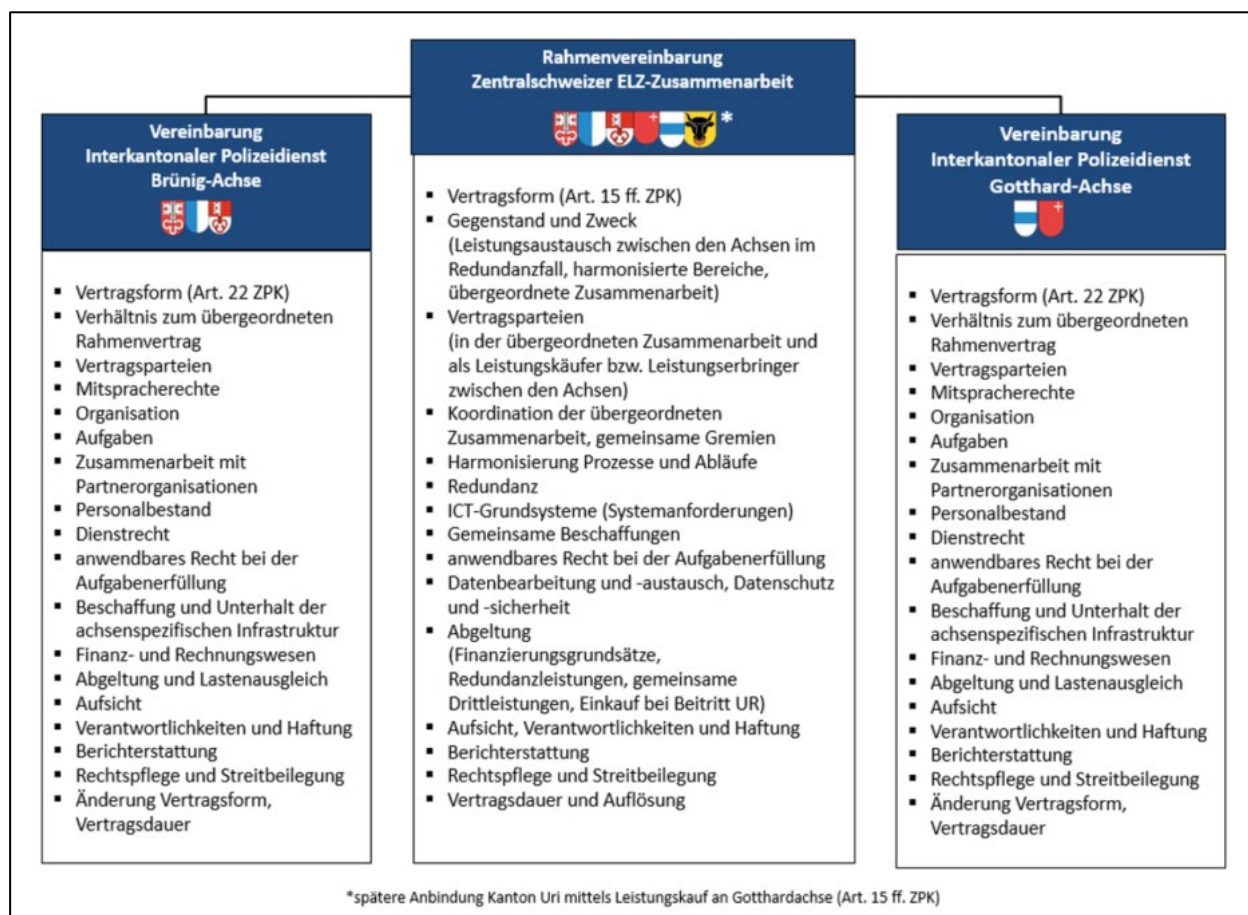 Rahmenvereinbarung
Zentralschweizer ELZ-Zusammenarbeit
*
Vereinbarung
Interkantonaler Polizeidienst
Brünig-Achse
▪ Vertragsform (Art. 22 ZPK)
▪ Verhältnis zum übergeordneten
Rahmenvertrag
▪ Vertragsparteien
▪ Mitspracherechte
▪ Organisation
▪ Aufgaben
▪ Zusammenarbeit mit
Partnerorganisationen
▪ Personalbestand
▪ Dienstrecht
▪ anwendbares Recht bei der
Aufgabenerfüllung
▪ Beschaffung und Unterhalt der
achsenspezifischen Infrastruktur
▪ Finanz- und Rechnungswesen
▪ Abgeltung und Lastenausgleich
▪ Aufsicht
▪ Verantwortlichkeiten und Haftung
▪ Berichterstattung
▪ Rechtspflege und Streitbeilegung
▪ Änderung Vertragsform,
Vertragsdauer
▪ Vertragsform (Art. 15 ff. ZPK)
▪ Gegenstand und Zweck
(Leistungsaustausch zwischen den Achsen im
Redundanzfall, harmonisierte Bereiche,
übergeordnete Zusammenarbeit)
▪ Vertragsparteien
(in der übergeordneten Zusammenarbeit und
als Leistungskäufer bzw. Leistungserbringer
zwischen den Achsen)
▪ Koordination der übergeordneten
Zusammenarbeit, gemeinsame Gremien
▪ Harmonisierung Prozesse und Abläufe
▪ Redundanz
▪ ICT-Grundsysteme (Systemanforderungen)
▪ Gemeinsame Beschaffungen
▪ anwendbares Recht bei der Aufgabenerfüllung
▪ Datenbearbeitung und -austausch, Datenschutz
und -sicherheit
▪ Abgeltung
(Finanzierungsgrundsätze,
Redundanzleistungen, gemeinsame
Drittleistungen, Einkauf bei Beitritt UR)
▪ Aufsicht, Verantwortlichkeiten und Haftung
▪ Berichterstattung
▪ Rechtspflege und Streitbeilegung
▪ Vertragsdauer und Auflösung
Vereinbarung
Interkantonaler Polizeidienst
Gotthard-Achse
▪ Vertragsform (Art. 22 ZPK)
▪ Verhältnis zum übergeordneten
Rahmenvertrag
▪ Vertragsparteien
▪ Mitspracherechte
▪ Organisation
▪ Aufgaben
▪ Zusammenarbeit mit
Partnerorganisationen
▪ Personalbestand
▪ Dienstrecht
▪ anwendbares Recht bei der
Aufgabenerfüllung
▪ Beschaffung und Unterhalt der
achsenspezifischen Infrastruktur
▪ Finanz- und Rechnungswesen
▪ Abgeltung und Lastenausgleich
▪ Aufsicht
▪ Verantwortlichkeiten und Haftung
▪ Berichterstattung
▪ Rechtspflege und Streitbeilegung
▪ Änderung Vertragsform,
Vertragsdauer
*spätere Anbindung Kanton Uri mittels Leistungskauf an Gotthardachse (Art. 15 ff. ZPK)